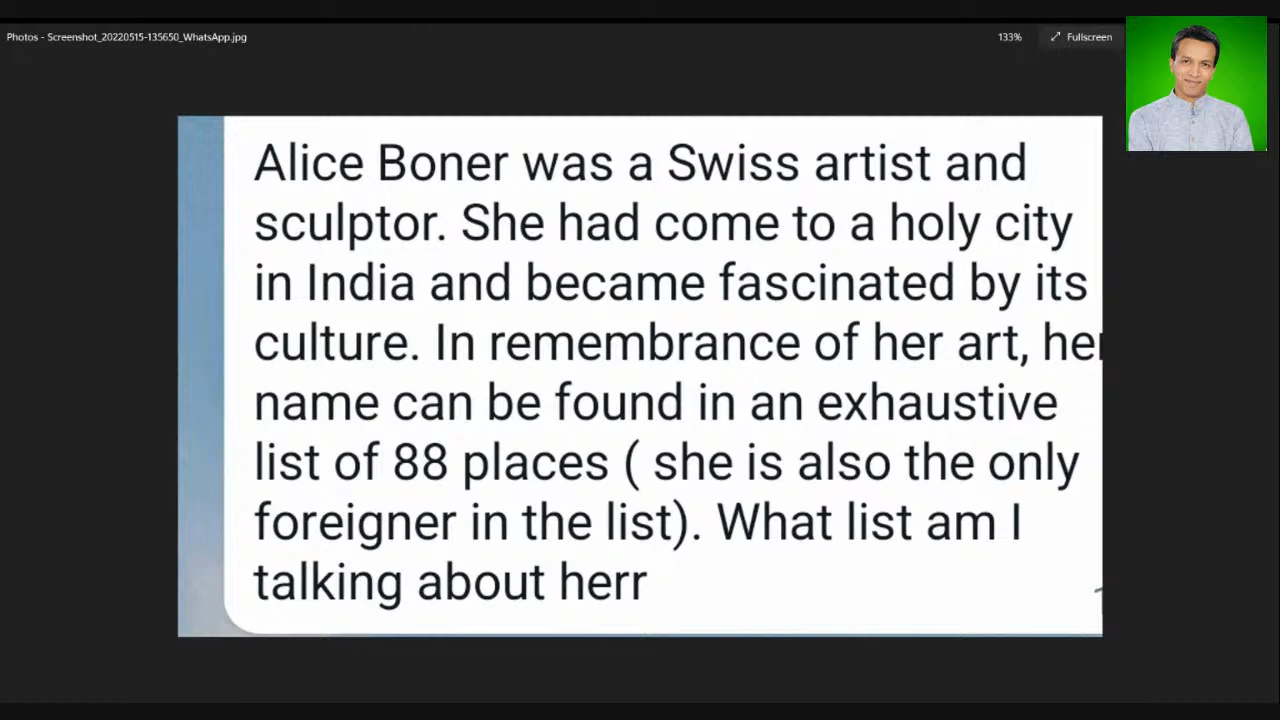 Photos - Screenshot_20220515-135650_WhatsApp.jpg
133%
Fullscreen
Alice Boner was a Swiss artist and
sculptor. She had come to a holy city
in India and became fascinated by its
culture. In remembrance of her art, her
name can be found in an exhaustive
list of 88 places ( she is also the only
foreigner in the list). What list am I
talking about herr